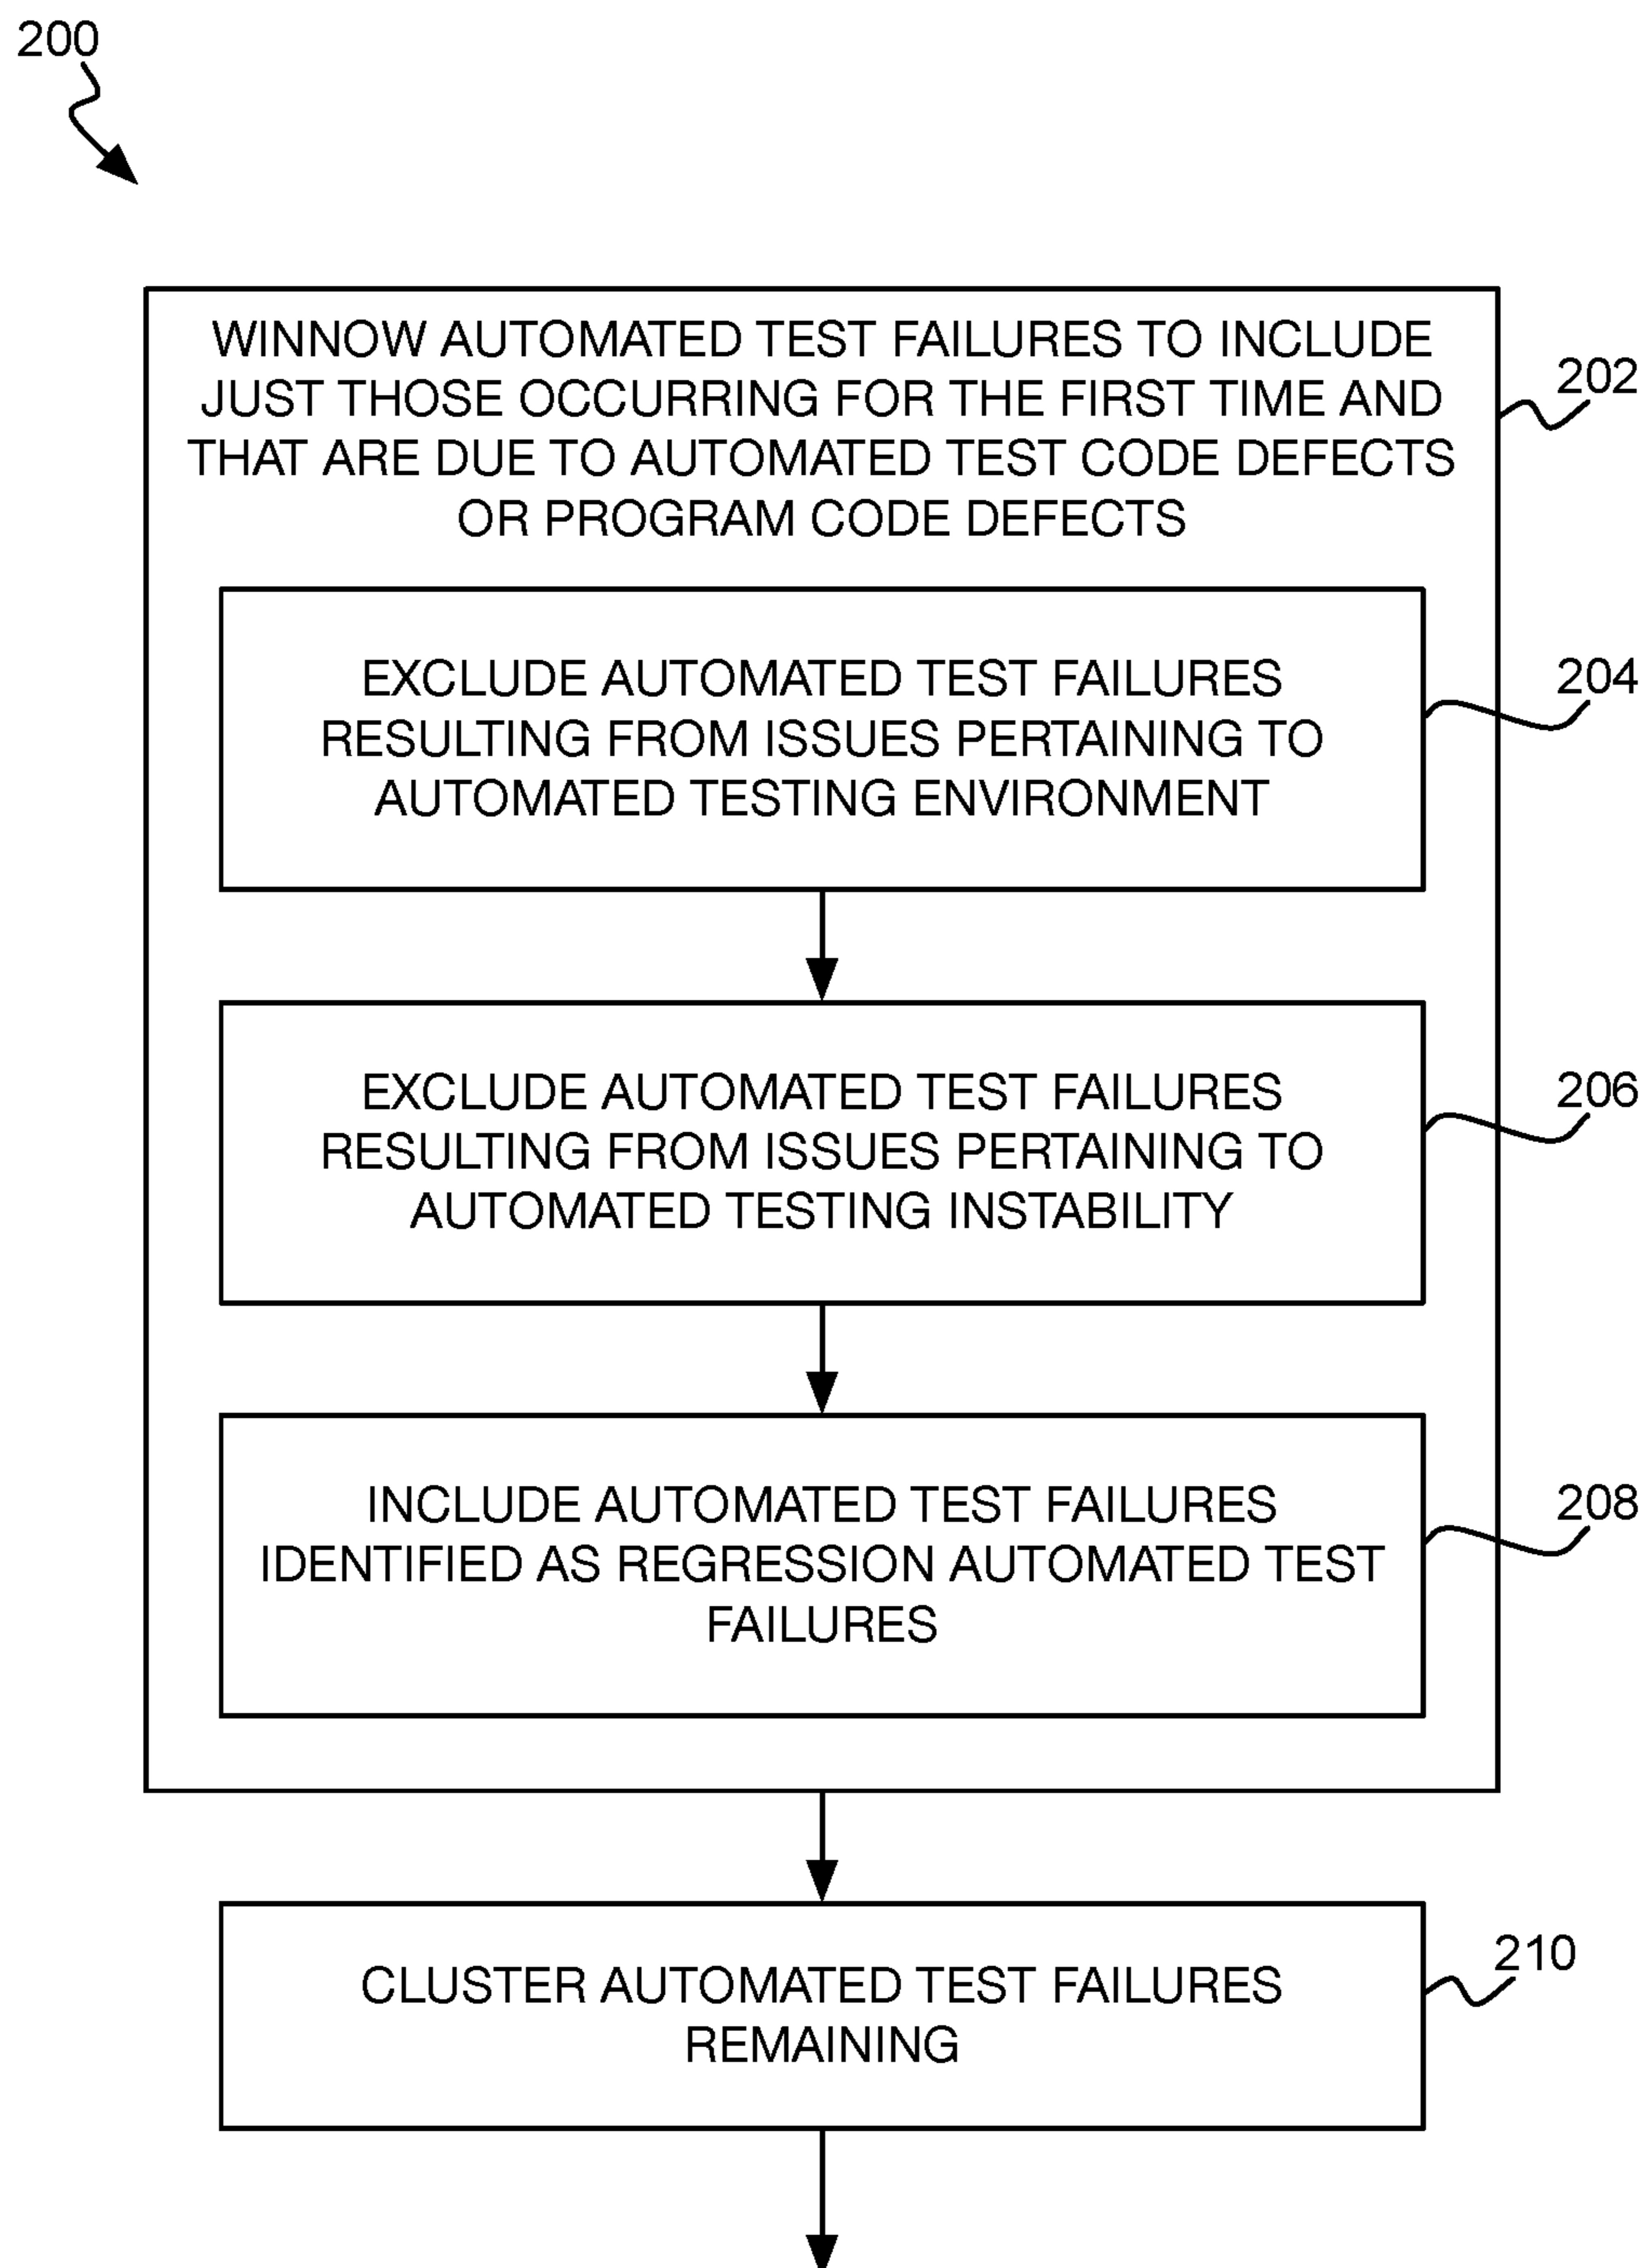 200
WINNOW AUTOMATED TEST FAILURES TO INCLUDE
JUST THOSE OCCURRING FOR THE FIRST TIME AND
THAT ARE DUE TO AUTOMATED TEST CODE DEFECTS
OR PROGRAM CODE DEFECTS
202
EXCLUDE AUTOMATED TEST FAILURES
RESULTING FROM ISSUES PERTAINING TO
AUTOMATED TESTING ENVIRONMENT
204
EXCLUDE AUTOMATED TEST FAILURES
RESULTING FROM ISSUES PERTAINING TO
AUTOMATED TESTING INSTABILITY
206
INCLUDE AUTOMATED TEST FAILURES
IDENTIFIED AS REGRESSION AUTOMATED TEST
FAILURES
208
CLUSTER AUTOMATED TEST FAILURES
REMAINING
210